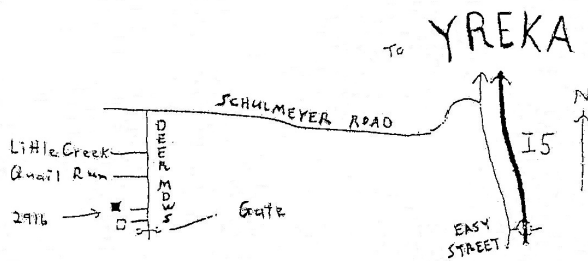 To YREKA
SCHULMEYER ROAD
N
I5
DEER MDWS
Little Creek
Quail Run
2916
Gate
EASY
STREET